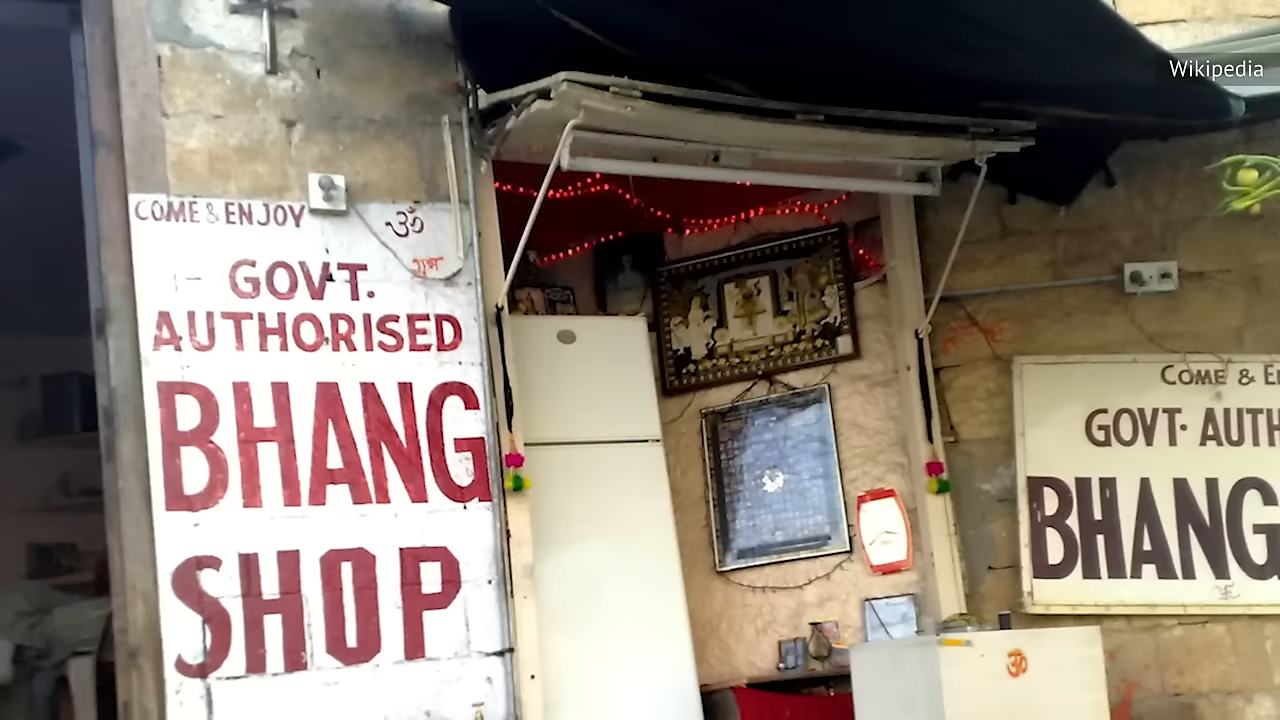 Wikipedia
COME & ENJOY
ॐ
GOVT.
AUTHORISED
BHANG
SHOP
COME & E
GOVT. AUTH
BHANG
ॐ